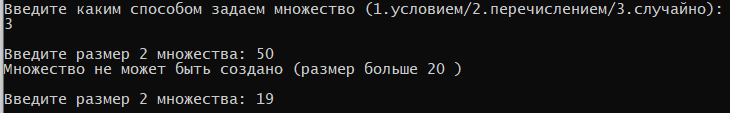 Введите каким способом задаем множество (1.условием/2.перечислением/3.случайно):
3
Введите размер 2 множества: 50
Множество не может быть создано (размер больше 20 )
Введите размер 2 множества: 19